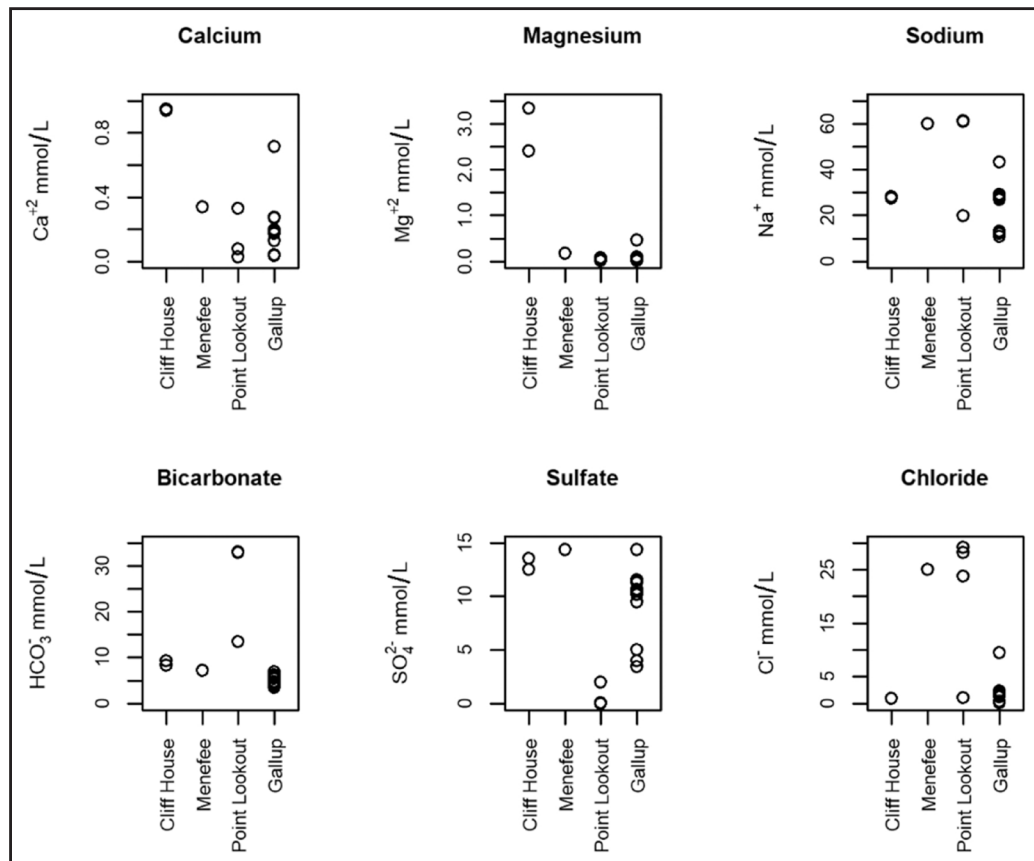 Calcium
Ca⁺² mmol/L
0.8
0.4
0.0
Cliff House
Menefee
Point Lookout
Gallup
Magnesium
Mg⁺² mmol/L
3.0
2.0
1.0
0.0
Cliff House
Menefee
Point Lookout
Gallup
Sodium
Na⁺ mmol/L
60
40
20
0
Cliff House
Menefee
Point Lookout
Gallup
Bicarbonate
HCO₃⁻ mmol/L
30
20
10
0
Cliff House
Menefee
Point Lookout
Gallup
Sulfate
SO₄²⁻ mmol/L
15
10
5
0
Cliff House
Menefee
Point Lookout
Gallup
Chloride
Cl⁻ mmol/L
25
15
5
0
Cliff House
Menefee
Point Lookout
Gallup